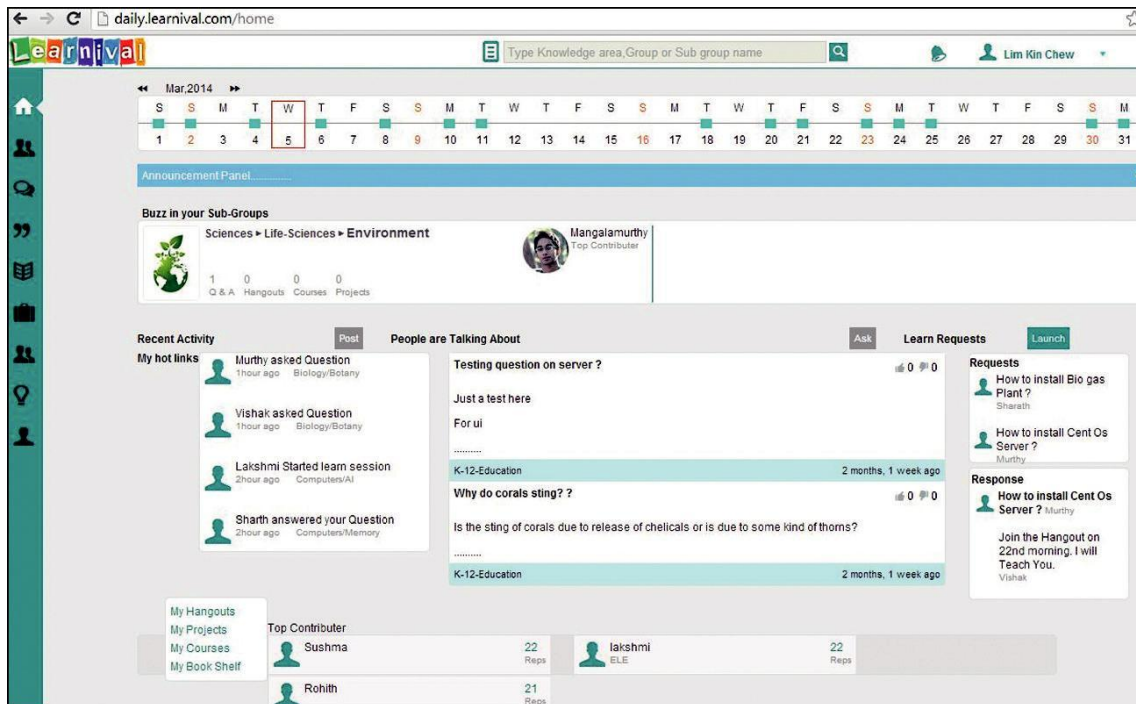 daily.learnival.com/home
Learnival
Type Knowledge area,Group or Sub group name
Lim Kin Chew
Mar,2014
S S M T W T F S S M T W T F S S M T W T F S S M T W T F S S M
1 2 3 4 5 6 7 8 9 10 11 12 13 14 15 16 17 18 19 20 21 22 23 24 25 26 27 28 29 30 31
Announcement Panel..............
Buzz in your Sub-Groups
Sciences ▸ Life-Sciences ▸ Environment
1 0 0 0
Q & A Hangouts Courses Projects
Mangalamurthy
Top Contributer
Recent Activity
Post
My hot links
Murthy asked Question
1hour ago Biology/Botany
Vishak asked Question
1hour ago Biology/Botany
Lakshmi Started learn session
2hour ago Computers/AI
Sharth answered your Question
2hour ago Computers/Memory
People are Talking About
Ask
Testing question on server ?
0 0
Just a test here
For ui
..........
K-12-Education 2 months, 1 week ago
Why do corals sting? ?
0 0
Is the sting of corals due to release of chelicals or is due to some kind of thorns?
..........
K-12-Education 2 months, 1 week ago
Learn Requests
Launch
Requests
How to install Bio gas
Plant ?
Sharath
How to install Cent Os
Server ?
Murthy
Response
How to install Cent Os
Server ? Murthy
Join the Hangout on
22nd morning. I will
Teach You.
Vishak
My Hangouts
My Projects
My Courses
My Book Shelf
Top Contributer
Sushma 22
Reps
lakshmi 22
ELE Reps
Rohith 21
Reps